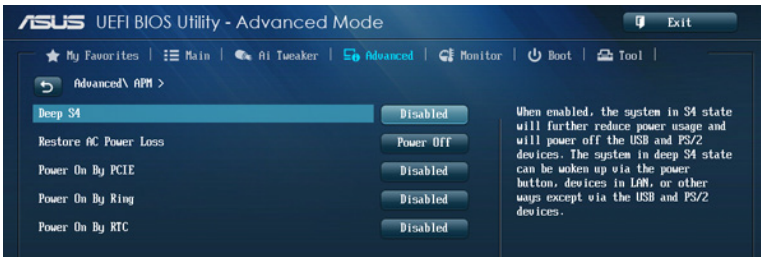 ASUS UEFI BIOS Utility - Advanced Mode
Exit
My Favorites | Main | Ai Tweaker | Advanced | Monitor | Boot | Tool |
Advanced\ APM >
Deep S4 Disabled
Restore AC Power Loss Power Off
Power On By PCIE Disabled
Power On By Ring Disabled
Power On By RTC Disabled
When enabled, the system in S4 state
will further reduce power usage and
will power off the USB and PS/2
devices. The system in deep S4 state
can be woken up via the power
button, devices in LAN, or other
ways except via the USB and PS/2
devices.